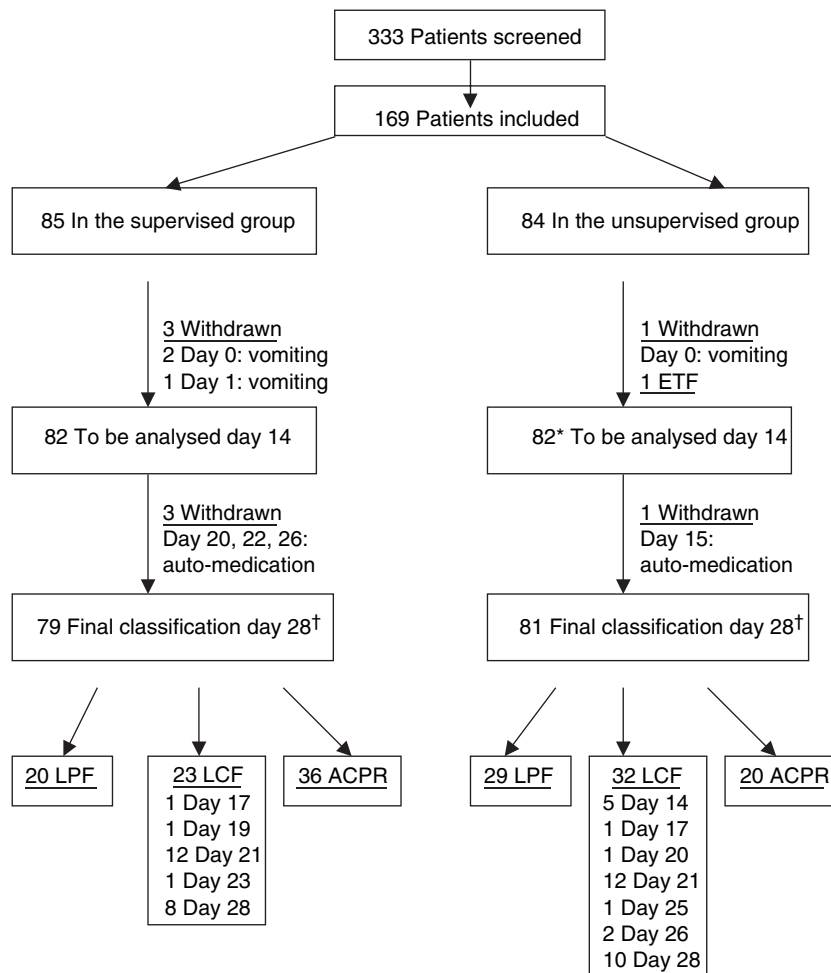 333 Patients screened
169 Patients included
85 In the supervised group
84 In the unsupervised group
3 Withdrawn
2 Day 0: vomiting
1 Day 1: vomiting
1 Withdrawn
Day 0: vomiting
1 ETF
82 To be analysed day 14
82* To be analysed day 14
3 Withdrawn
Day 20, 22, 26:
auto-medication
1 Withdrawn
Day 15:
auto-medication
79 Final classification day 28†
81 Final classification day 28†
20 LPF
23 LCF
1 Day 17
1 Day 19
12 Day 21
1 Day 23
8 Day 28
36 ACPR
29 LPF
32 LCF
5 Day 14
1 Day 17
1 Day 20
12 Day 21
1 Day 25
2 Day 26
10 Day 28
20 ACPR